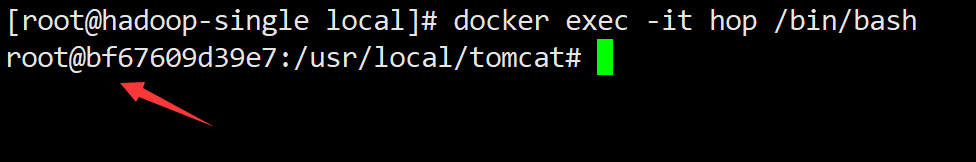 [root@hadoop-single local]# docker exec -it hop /bin/bash
root@bf67609d39e7:/usr/local/tomcat#